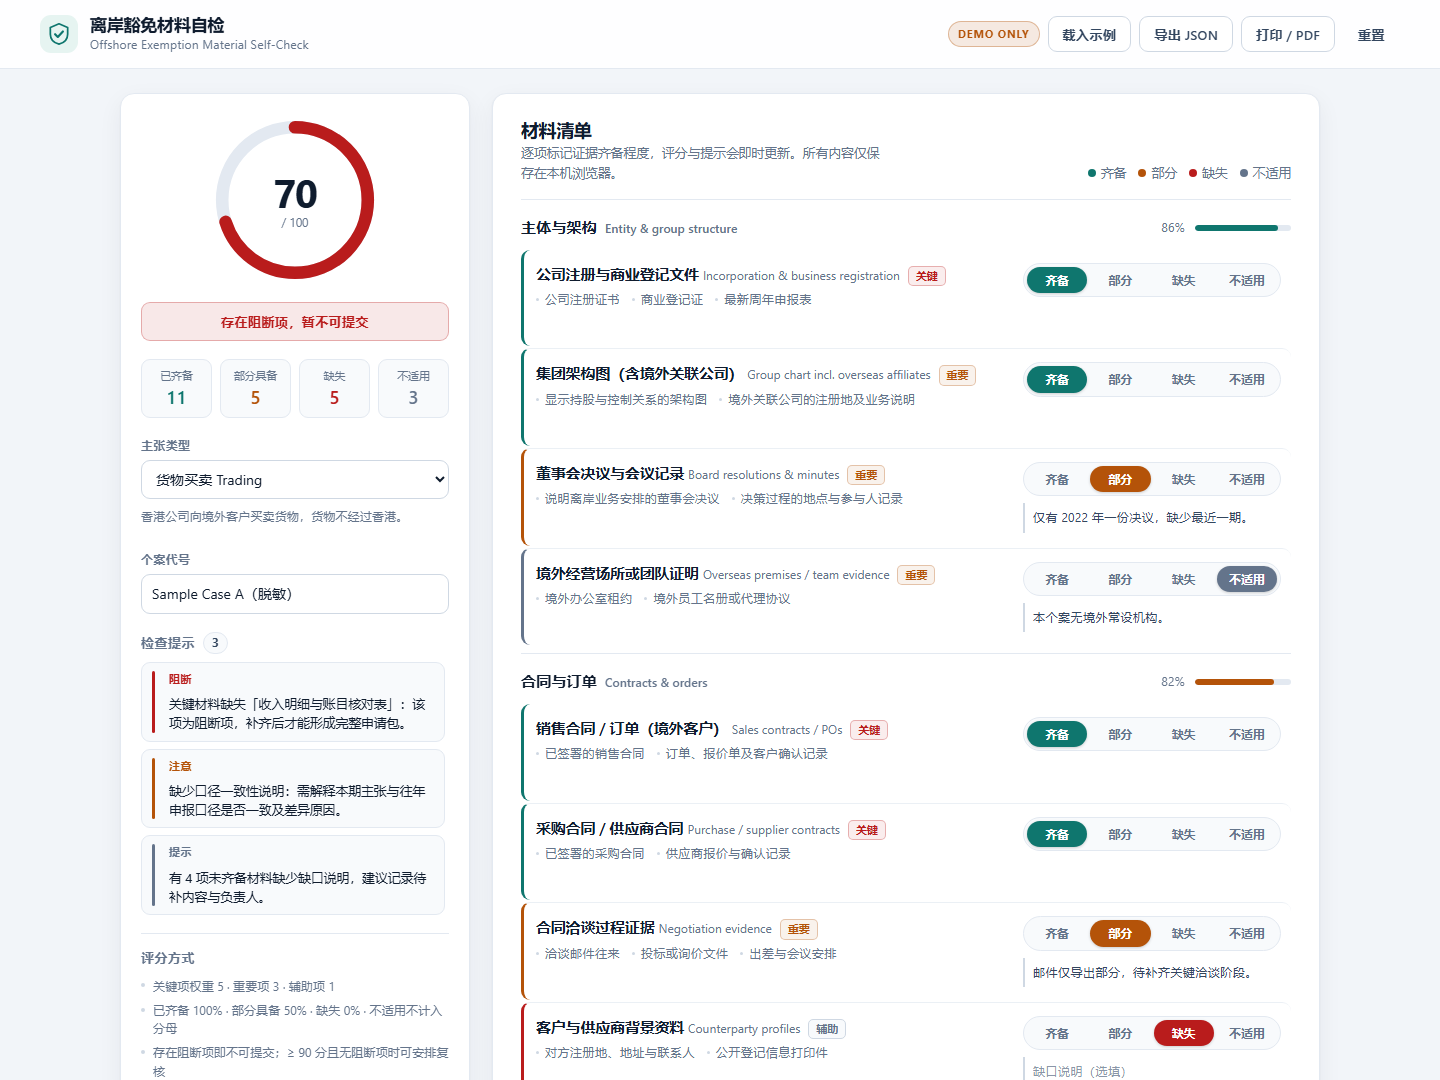 离岸豁免材料自检
Offshore Exemption Material Self-Check
DEMO ONLY
载入示例
导出 JSON
打印 / PDF
重置
70
/ 100
存在阻断项，暂不可提交
已齐备
11
部分具备
5
缺失
5
不适用
3
主张类型
货物买卖 Trading
香港公司向境外客户买卖货物，货物不经过香港。
个案代号
Sample Case A（脱敏）
检查提示 3
阻断
关键材料缺失「收入明细与账目核对表」：该
项为阻断项，补齐后才能形成完整申请包。
注意
缺少口径一致性说明：需解释本期主张与往年
申报口径是否一致及差异原因。
提示
有 4 项未齐备材料缺少缺口说明，建议记录待
补内容与负责人。
评分方式
关键项权重 5 · 重要项 3 · 辅助项 1
已齐备 100% · 部分具备 50% · 缺失 0% · 不适用不计入
分母
存在阻断项即不可提交；≥ 90 分且无阻断项时可安排复
核
材料清单
逐项标记证据齐备程度，评分与提示会即时更新。所有内容仅保
存在本机浏览器。
齐备 部分 缺失 不适用
主体与架构 Entity & group structure 86%
公司注册与商业登记文件 Incorporation & business registration 关键
公司注册证书 商业登记证 最新周年申报表
齐备 部分 缺失 不适用
集团架构图（含境外关联公司） Group chart incl. overseas affiliates 重要
显示持股与控制关系的架构图 境外关联公司的注册地及业务说明
齐备 部分 缺失 不适用
董事会决议与会议记录 Board resolutions & minutes 重要
说明离岸业务安排的董事会决议 决策过程的地点与参与人记录
齐备 部分 缺失 不适用
仅有 2022 年一份决议，缺少最近一期。
境外经营场所或团队证明 Overseas premises / team evidence 重要
境外办公室租约 境外员工名册或代理协议
齐备 部分 缺失 不适用
本个案无境外常设机构。
合同与订单 Contracts & orders 82%
销售合同 / 订单（境外客户） Sales contracts / POs 关键
已签署的销售合同 订单、报价单及客户确认记录
齐备 部分 缺失 不适用
采购合同 / 供应商合同 Purchase / supplier contracts 关键
已签署的采购合同 供应商报价与确认记录
齐备 部分 缺失 不适用
合同洽谈过程证据 Negotiation evidence 重要
洽谈邮件往来 投标或询价文件 出差与会议安排
齐备 部分 缺失 不适用
邮件仅导出部分，待补齐关键洽谈阶段。
客户与供应商背景资料 Counterparty profiles 辅助
对方注册地、地址与联系人 公开登记信息打印件
齐备 部分 缺失 不适用
缺口说明（选填）